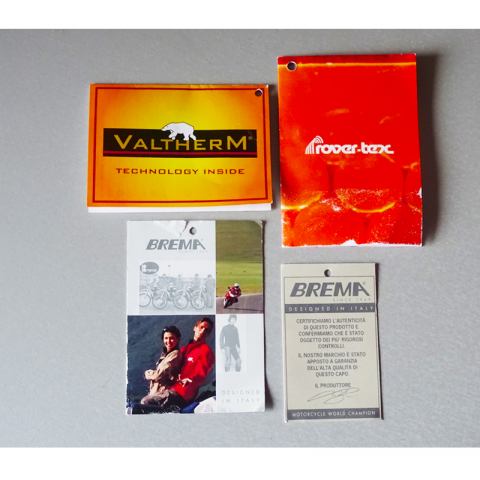 VALTHERM®
TECHNOLOGY INSIDE
rover-tex
BREMA
DESIGNED
IN ITALY
BREMA
SINCE
DESIGNED IN ITALY
CERTIFICHIAMO L'AUTENTICITÀ
DI QUESTO PRODOTTO E
CONFERMIAMO CHE È STATO
OGGETTO DEI PIU' RIGOROSI
CONTROLLI.
IL NOSTRO MARCHIO È STATO
APPOSTO A GARANZIA
DELL'ALTA QUALITÀ DI
QUESTO CAPO.
IL PRODUTTORE
MOTORCYCLE WORLD CHAMPION